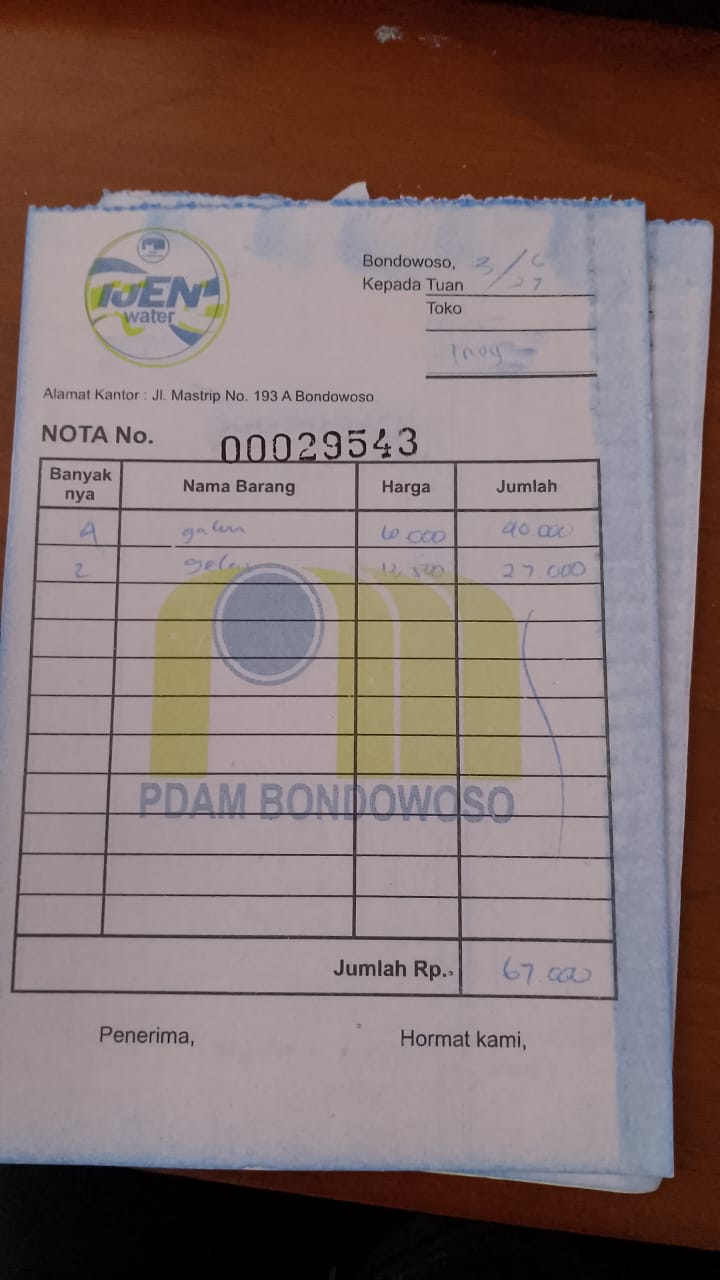 IJEN
water
Bondowoso, 3/6
27
Kepada Tuan
Toko
Alamat Kantor : Jl. Mastrip No. 193 A Bondowoso
NOTA No. 00029543
Banyak nya Nama Barang Harga Jumlah
4 galon 10 000 40 000
2 galon 13,500 27 000
PDAM BONDOWOSO
Jumlah Rp. 67.000
Penerima, Hormat kami,